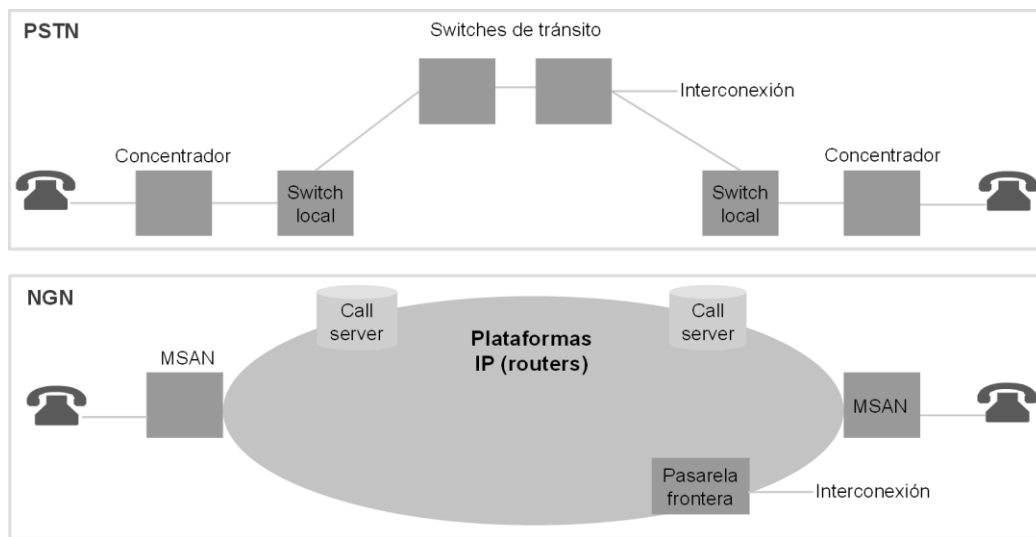 PSTN
Switches de tránsito
Interconexión
Concentrador
Switch
local
Switch
local
Concentrador
NGN
Call
server
Call
server
Plataformas
IP (routers)
MSAN
MSAN
Pasarela
frontera
Interconexión